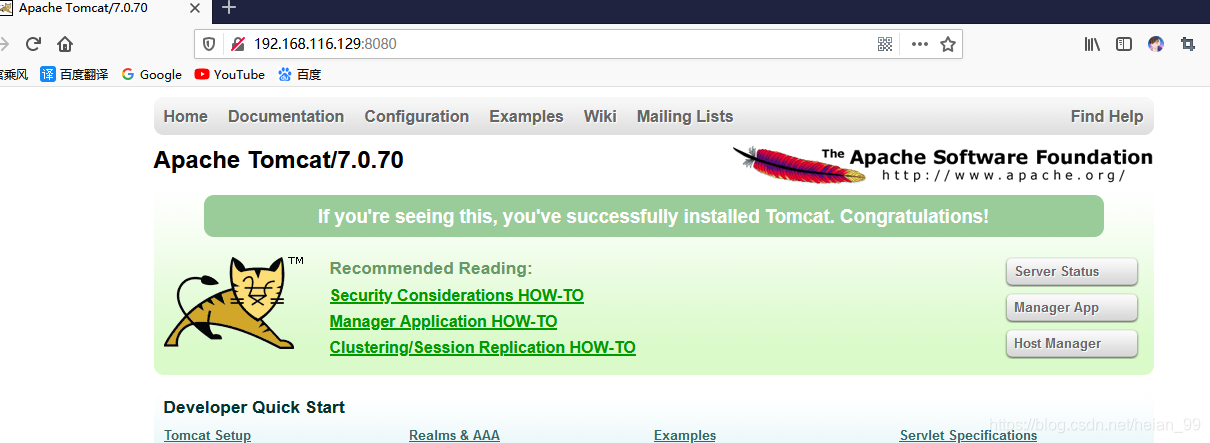 Apache Tomcat/7.0.70
192.168.116.129:8080
乘风 百度翻译 Google YouTube 百度
Home Documentation Configuration Examples Wiki Mailing Lists Find Help
Apache Tomcat/7.0.70
The Apache Software Foundation
http://www.apache.org/
If you're seeing this, you've successfully installed Tomcat. Congratulations!
TM
Recommended Reading:
Security Considerations HOW-TO
Manager Application HOW-TO
Clustering/Session Replication HOW-TO
Server Status
Manager App
Host Manager
Developer Quick Start
Tomcat Setup Realms & AAA Examples Servlet Specifications
https://blog.csdn.net/heian_99